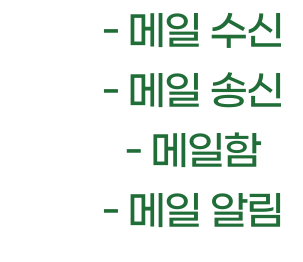 - 메일 수신
- 메일 송신
- 메일함
- 메일 알림